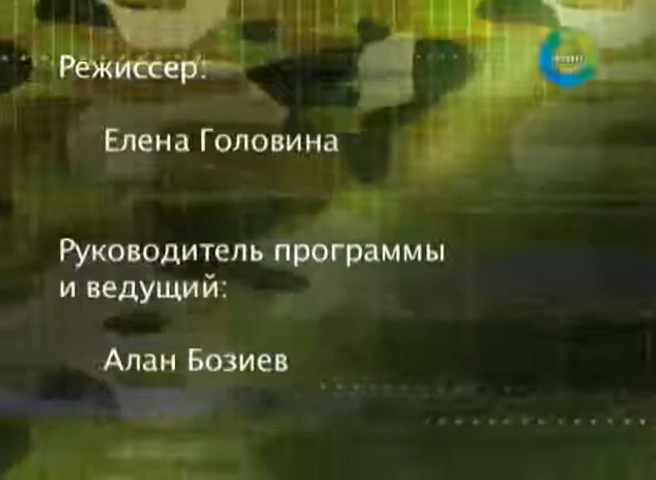 Режиссер:
Елена Головина
Руководитель программы
и ведущий:
Алан Бозиев